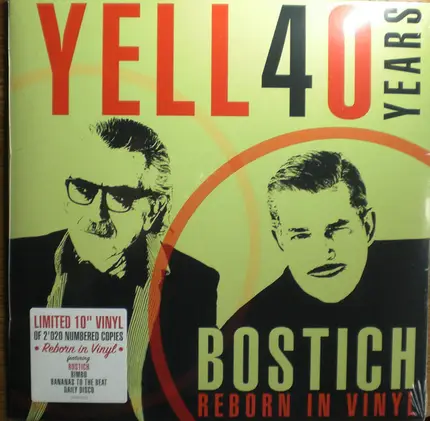 YELL40
YEARS
LIMITED 10" VINYL
OF 2'020 NUMBERED COPIES
• Reborn in Vinyl •
featuring
BOSTICH
BIMBO
BANANAS TO THE BEAT
DAILY DISCO
BOSTICH
REBORN IN VINYL